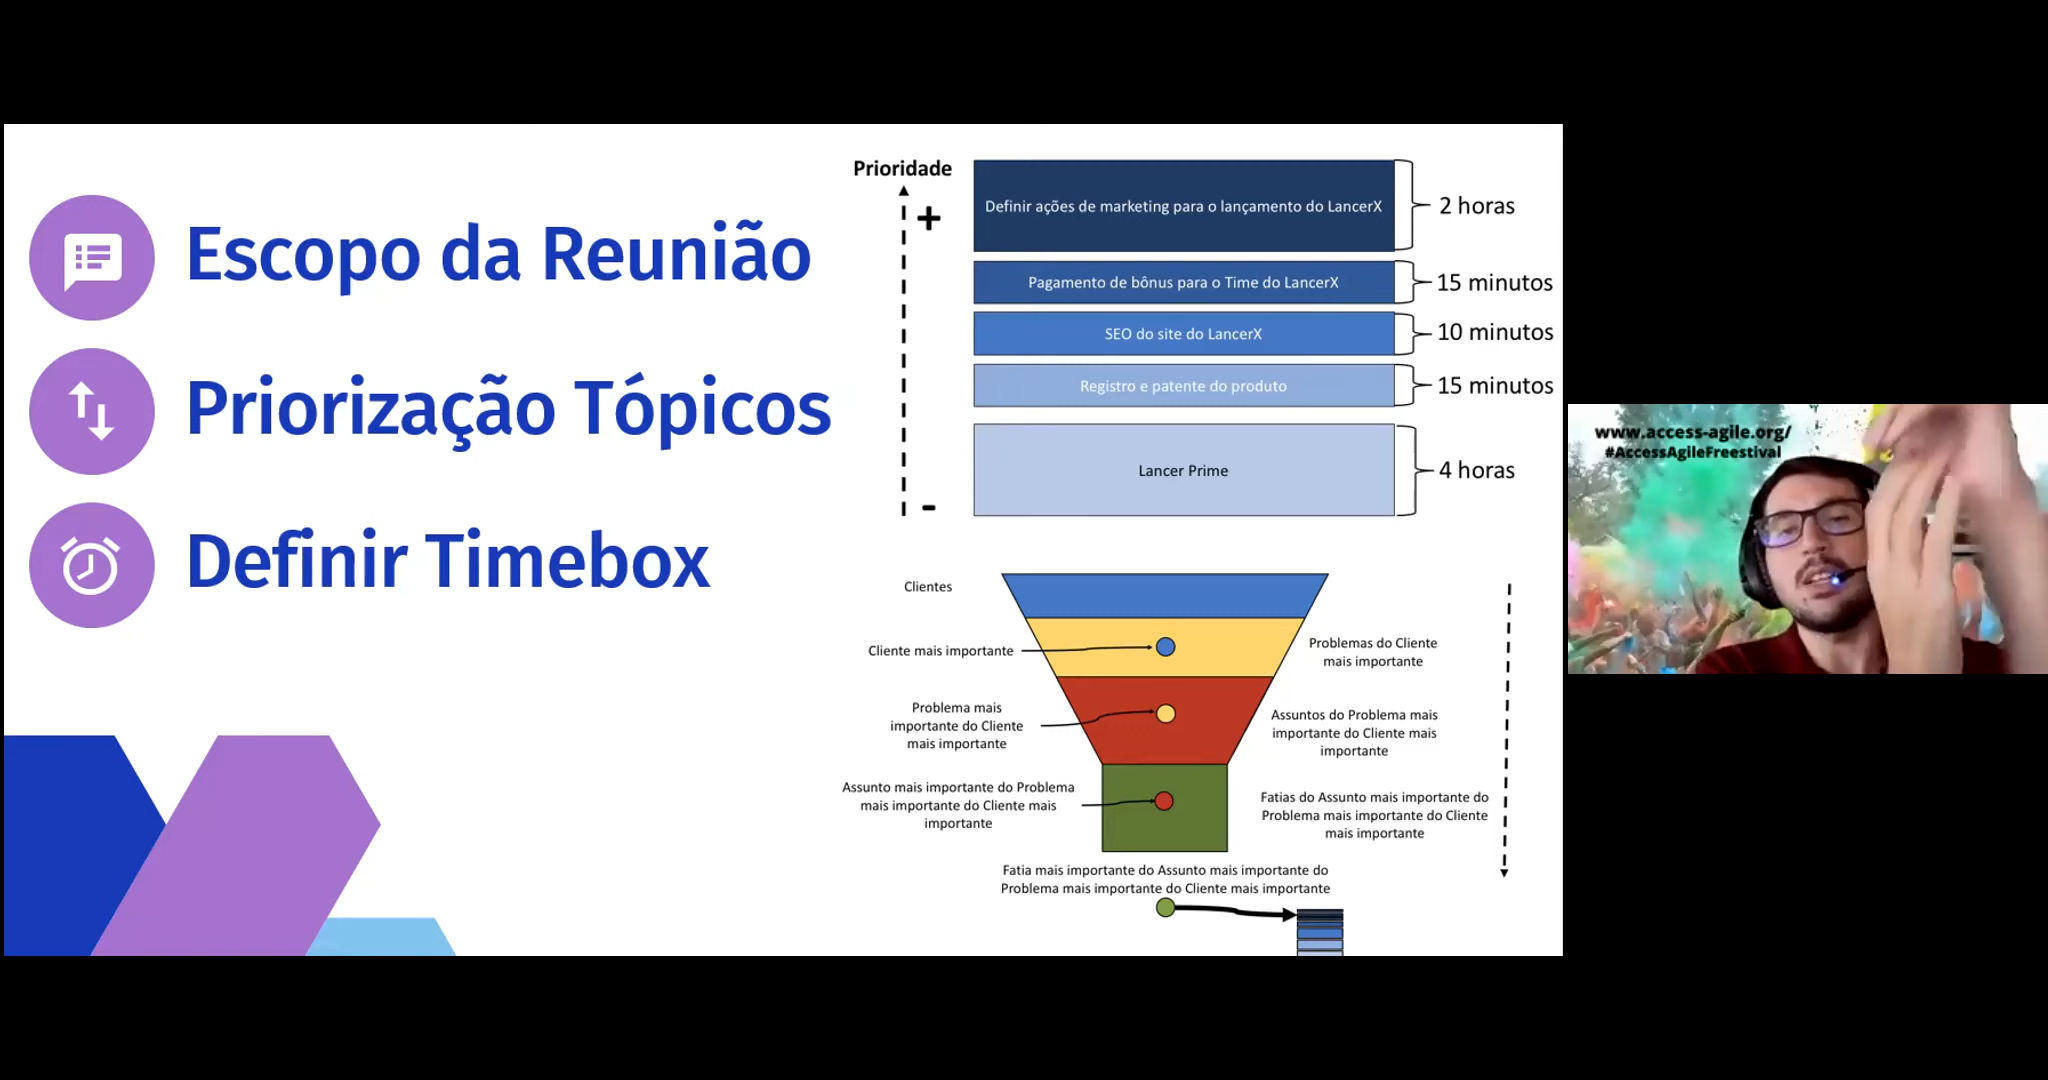 Escopo da Reunião
Priorização Tópicos
Definir Timebox
Prioridade
+
-
Definir ações de marketing para o lançamento do LancerX
2 horas
Pagamento de bônus para o Time do LancerX
15 minutos
SEO do site do LancerX
10 minutos
Registro e patente do produto
15 minutos
Lancer Prime
4 horas
Clientes
Cliente mais importante
Problemas do Cliente
mais importante
Problema mais
importante do Cliente
mais importante
Assuntos do Problema mais
importante do Cliente mais
importante
Assunto mais importante do Problema
mais importante do Cliente mais
importante
Fatias do Assunto mais importante do
Problema mais importante do Cliente
mais importante
Fatia mais importante do Assunto mais importante do
Problema mais importante do Cliente mais importante
www.access-agile.org/
#AccessAgileFreestival